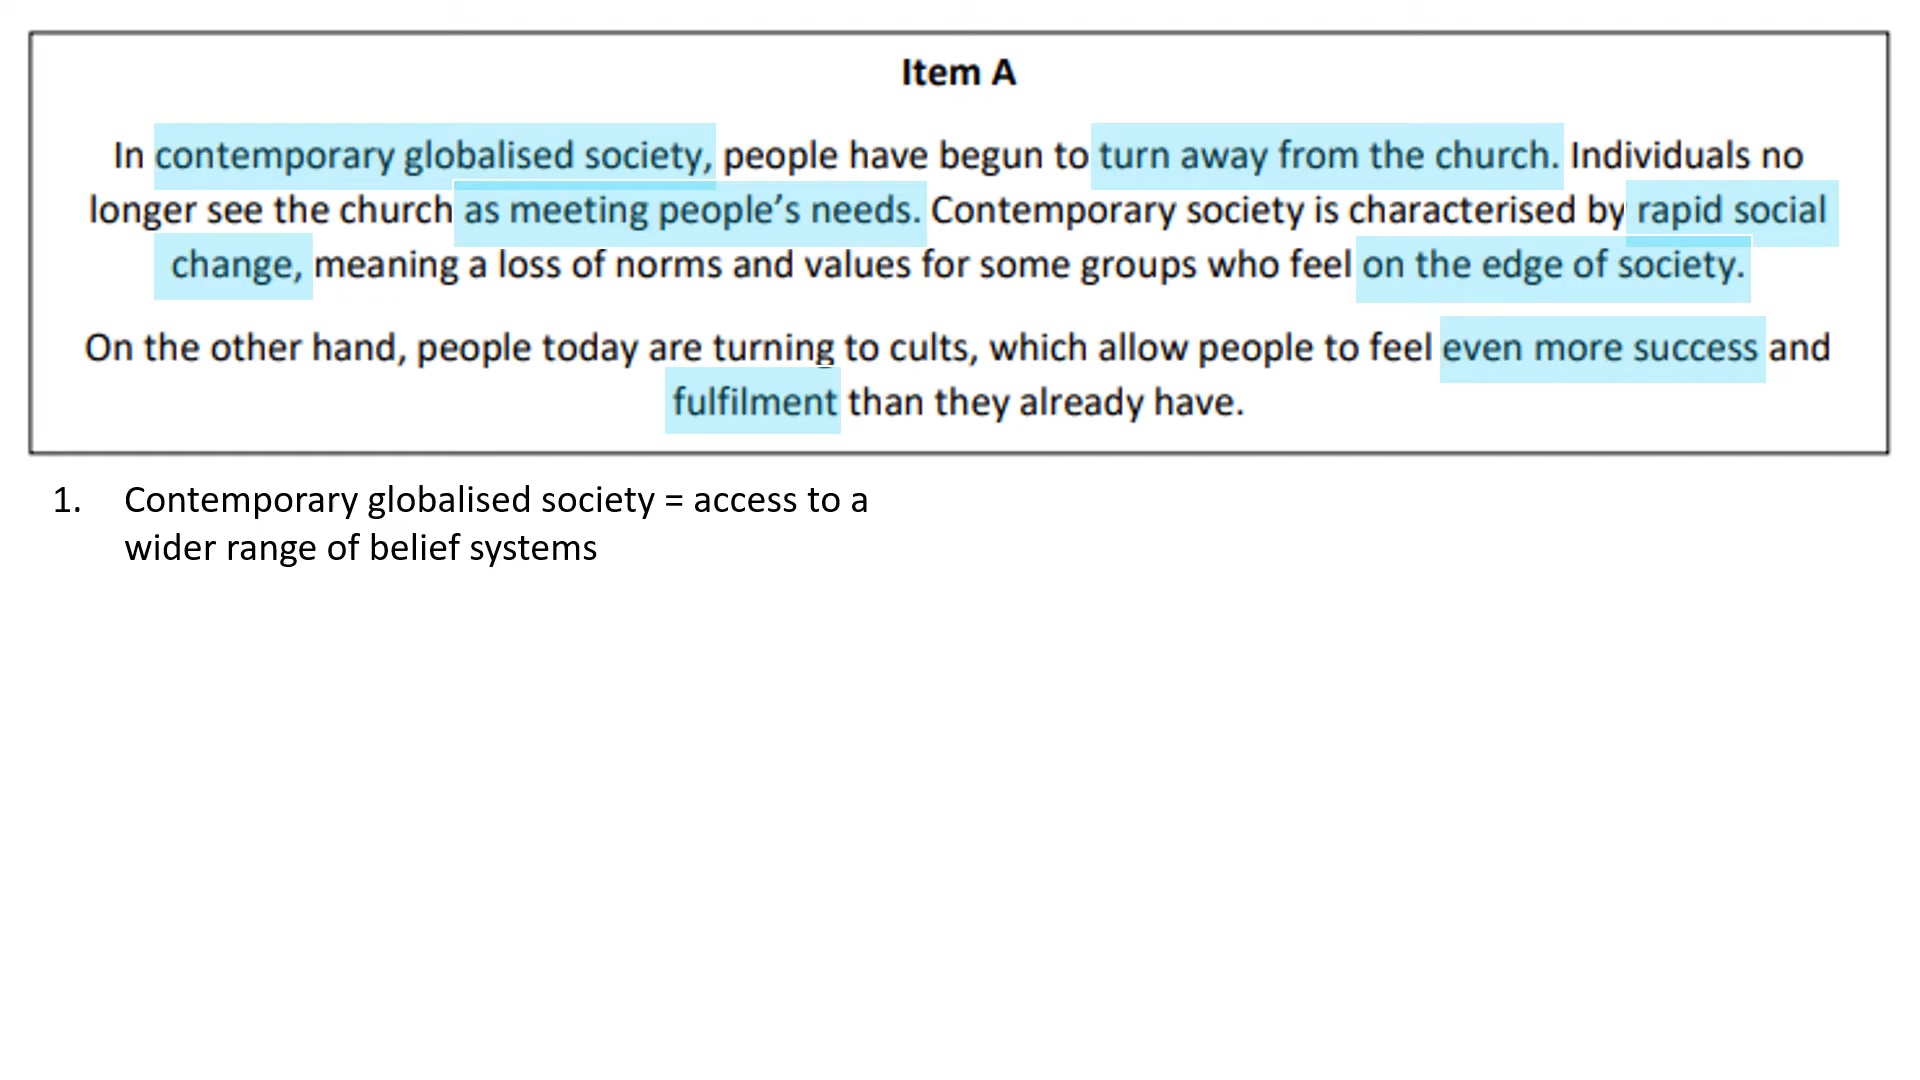 Item A
In contemporary globalised society, people have begun to turn away from the church. Individuals no
longer see the church as meeting people's needs. Contemporary society is characterised by rapid social
change, meaning a loss of norms and values for some groups who feel on the edge of society.
On the other hand, people today are turning to cults, which allow people to feel even more success and
fulfilment than they already have.
1. Contemporary globalised society = access to a
wider range of belief systems